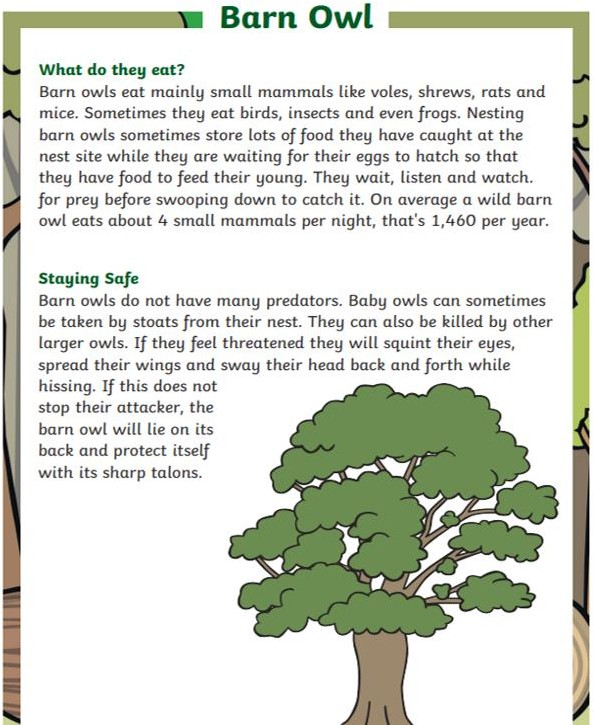 Barn Owl
What do they eat?
Barn owls eat mainly small mammals like voles, shrews, rats and
mice. Sometimes they eat birds, insects and even frogs. Nesting
barn owls sometimes store lots of food they have caught at the
nest site while they are waiting for their eggs to hatch so that
they have food to feed their young. They wait, listen and watch.
for prey before swooping down to catch it. On average a wild barn
owl eats about 4 small mammals per night, that's 1,460 per year.
Staying Safe
Barn owls do not have many predators. Baby owls can sometimes
be taken by stoats from their nest. They can also be killed by other
larger owls. If they feel threatened they will squint their eyes,
spread their wings and sway their head back and forth while
hissing. If this does not
stop their attacker, the
barn owl will lie on its
back and protect itself
with its sharp talons.